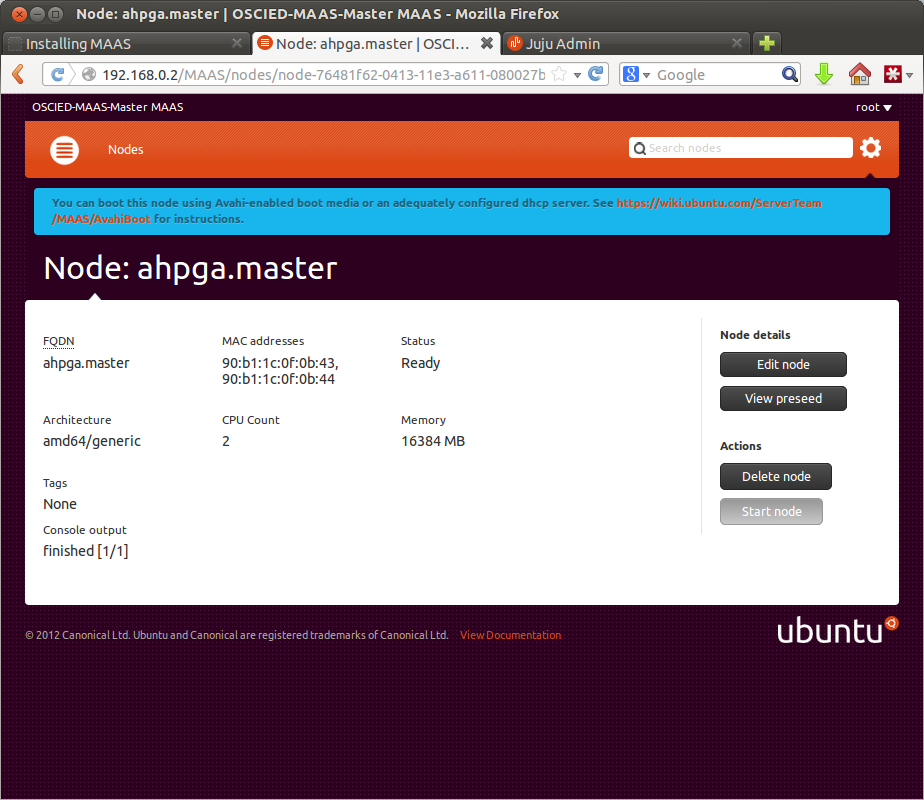 Node: ahpga.master | OSCIED-MAAS-Master MAAS - Mozilla Firefox
Installing MAAS
Node: ahpga.master | OSCI...
Juju Admin
192.168.0.2/MAAS/nodes/node-76481f62-0413-11e3-a611-080027b
Google
OSCIED-MAAS-Master MAAS
root
Nodes
Search nodes
You can boot this node using Avahi-enabled boot media or an adequately configured dhcp server. See https://wiki.ubuntu.com/ServerTeam
/MAAS/AvahiBoot for instructions.
Node: ahpga.master
FQDN
ahpga.master
MAC addresses
90:b1:1c:0f:0b:43,
90:b1:1c:0f:0b:44
Status
Ready
Architecture
amd64/generic
CPU Count
2
Memory
16384 MB
Tags
None
Console output
finished [1/1]
Node details
Edit node
View preseed
Actions
Delete node
Start node
© 2012 Canonical Ltd. Ubuntu and Canonical are registered trademarks of Canonical Ltd.
View Documentation
ubuntu